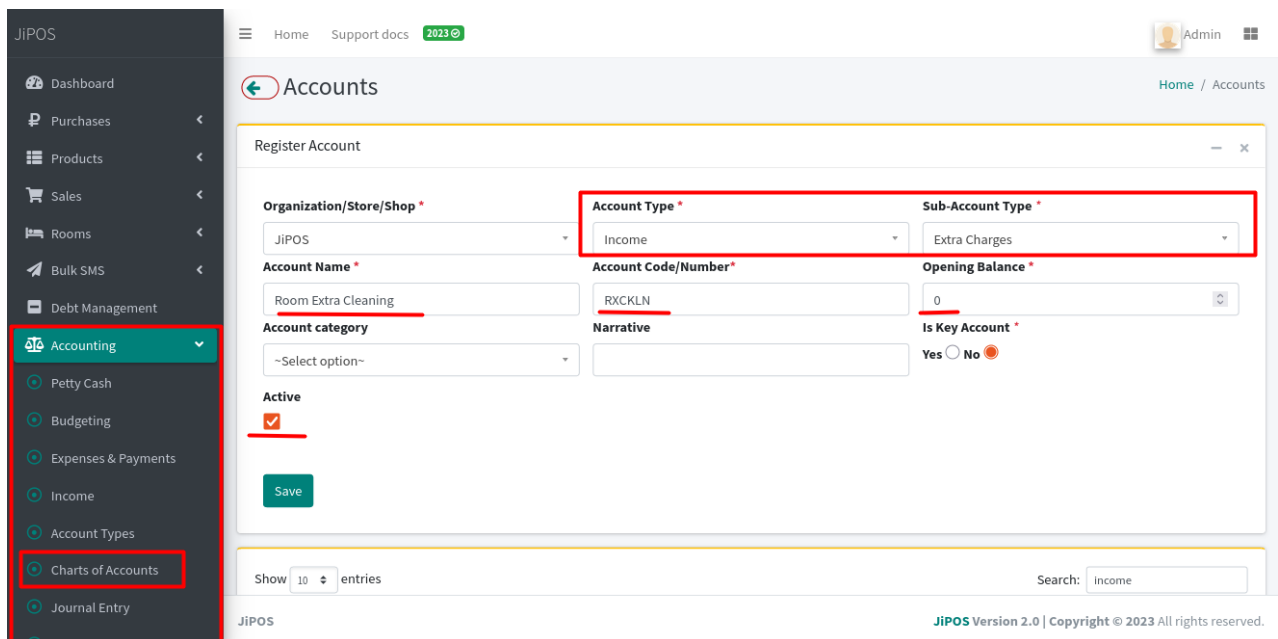 JiPOS
Home Support docs 2023
Admin
Dashboard
Purchases
Products
Sales
Rooms
Bulk SMS
Debt Management
Accounting
Petty Cash
Budgeting
Expenses & Payments
Income
Account Types
Charts of Accounts
Journal Entry
Accounts
Home / Accounts
Register Account
Organization/Store/Shop * Account Type * Sub-Account Type *
JiPOS Income Extra Charges
Account Name * Account Code/Number* Opening Balance *
Room Extra Cleaning RXCKLN 0
Account category Narrative Is Key Account *
~Select option~ Yes No
Active
Save
Show 10 entries Search: income
JiPOS JiPOS Version 2.0 | Copyright © 2023 All rights reserved.